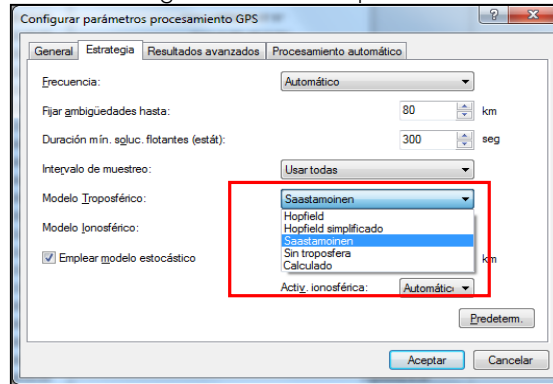 Configurar parámetros procesamiento GPS
General Estrategia Resultados avanzados Procesamiento automático
Frecuencia: Automático
Fijar ambigüedades hasta: 80 km
Duración mín. soluc. flotantes (estát): 300 seg
Intervalo de muestreo: Usar todas
Modelo Troposférico: Saastamoinen
Hopfield
Modelo Ionosférico: Hopfield simplificado
Saastamoinen
Emplear modelo estocástico Sin troposfera km
Calculado
Activ. ionosférica: Automátic
Predeterm.
Aceptar Cancelar